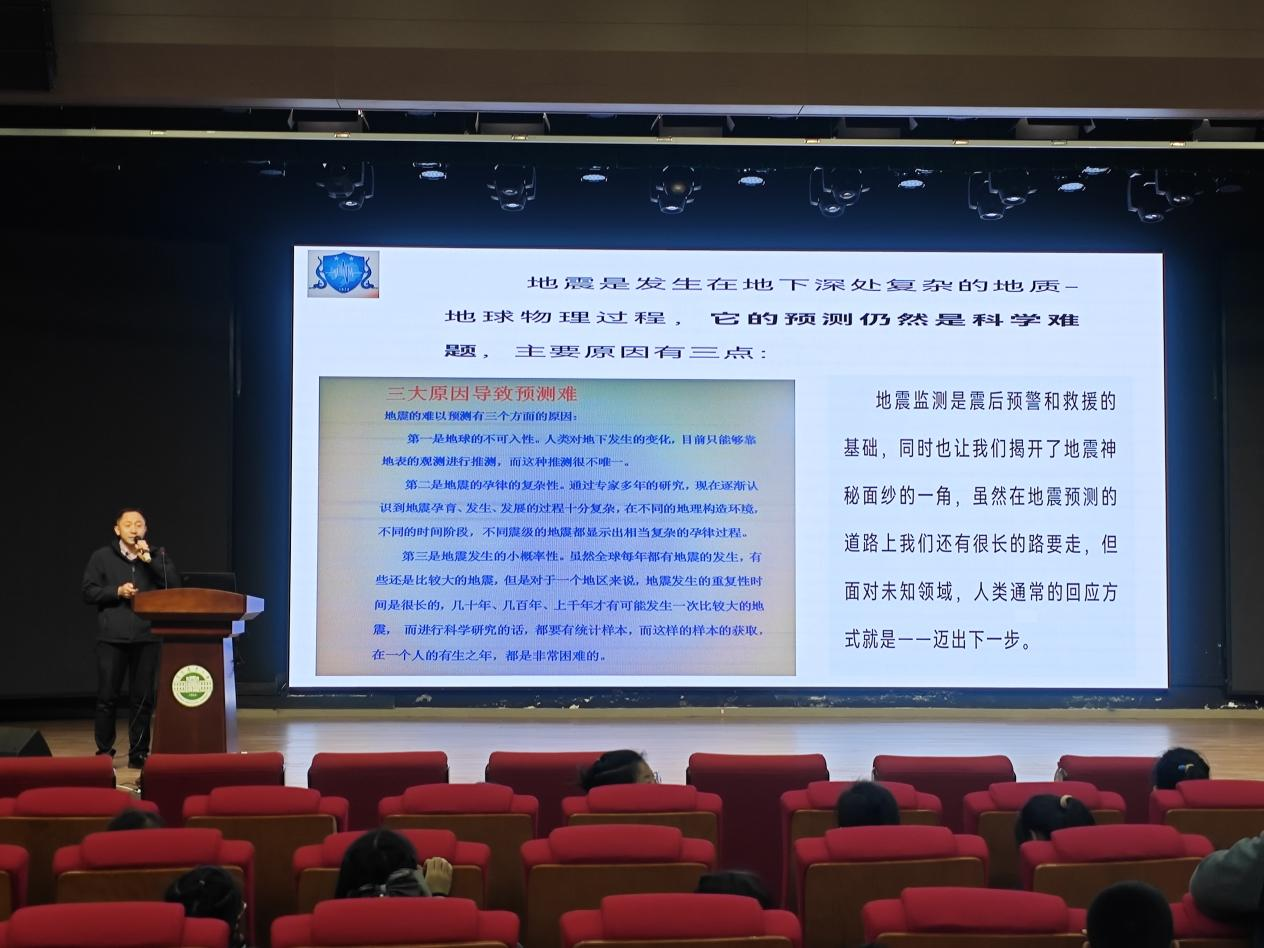 地震是发生在地下深处复杂的地质-
地球物理过程，它的预测仍然是科学难
题，主要原因有三点：
三大原因导致预测难
地震的难以预测有三个方面的原因：
第一是地球的不可入性。人类对地下发生的变化，目前只能够靠
地表的观测进行推测，而这种推测很不唯一。
第二是地震的孕律的复杂性。通过专家多年的研究，现在逐渐认
识到地震孕育、发生、发展的过程十分复杂，在不同的地理构造环境，
不同的时间阶段，不同震级的地震都显示出相当复杂的孕律过程。
第三是地震发生的小概率性。虽然全球每年都有地震的发生，有
些还是比较大的地震，但是对于一个地区来说，地震发生的重复性时
间是很长的，几十年、几百年、上千年才有可能发生一次比较大的地
震，而进行科学研究的话，都要有统计样本，而这样的样本的获取，
在一个人的有生之年，都是非常困难的。
地震监测是震后预警和救援的
基础，同时也让我们揭开了地震神
秘面纱的一角，虽然在地震预测的
道路上我们还有很长的路要走，但
面对未知领域，人类通常的回应方
式就是一一迈出下一步。